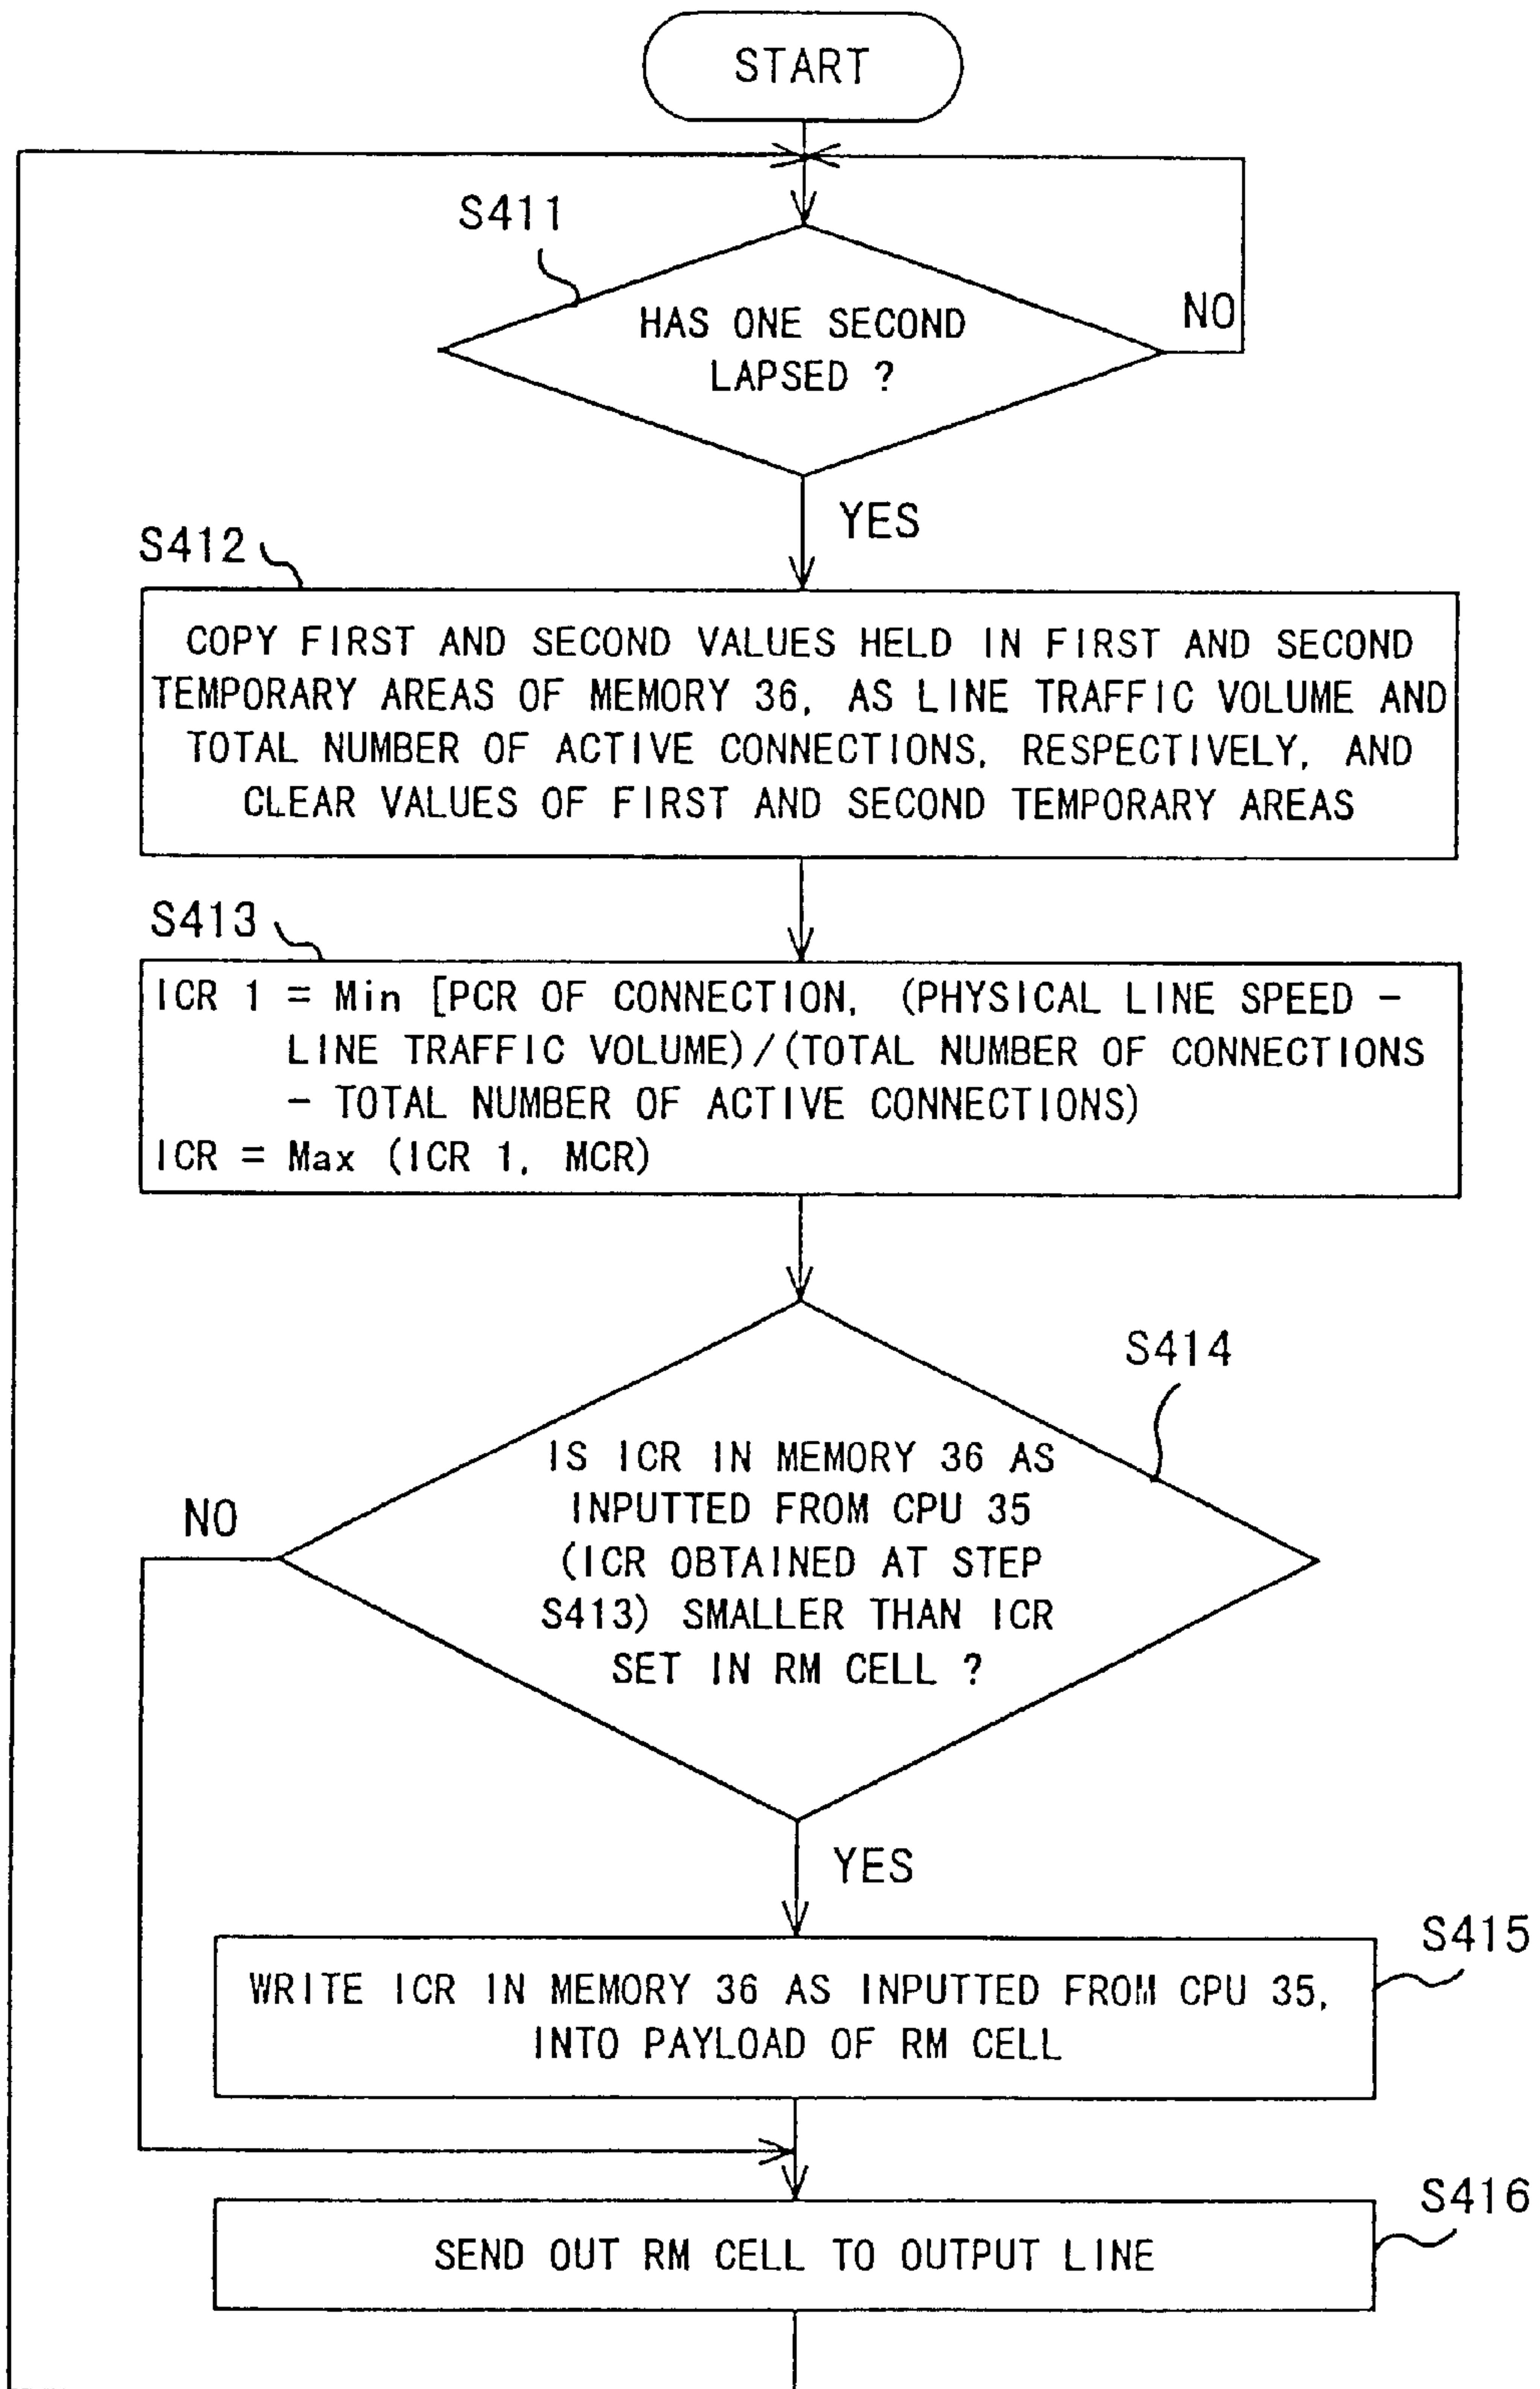 START
S411
HAS ONE SECOND
LAPSED ?
NO
YES
S412
COPY FIRST AND SECOND VALUES HELD IN FIRST AND SECOND
TEMPORARY AREAS OF MEMORY 36, AS LINE TRAFFIC VOLUME AND
TOTAL NUMBER OF ACTIVE CONNECTIONS, RESPECTIVELY, AND
CLEAR VALUES OF FIRST AND SECOND TEMPORARY AREAS
S413
ICR 1 = Min [PCR OF CONNECTION, (PHYSICAL LINE SPEED -
LINE TRAFFIC VOLUME)/(TOTAL NUMBER OF CONNECTIONS
- TOTAL NUMBER OF ACTIVE CONNECTIONS)
ICR = Max (ICR 1, MCR)
S414
IS ICR IN MEMORY 36 AS
INPUTTED FROM CPU 35
(ICR OBTAINED AT STEP
S413) SMALLER THAN ICR
SET IN RM CELL ?
NO
YES
S415
WRITE ICR IN MEMORY 36 AS INPUTTED FROM CPU 35,
INTO PAYLOAD OF RM CELL
S416
SEND OUT RM CELL TO OUTPUT LINE